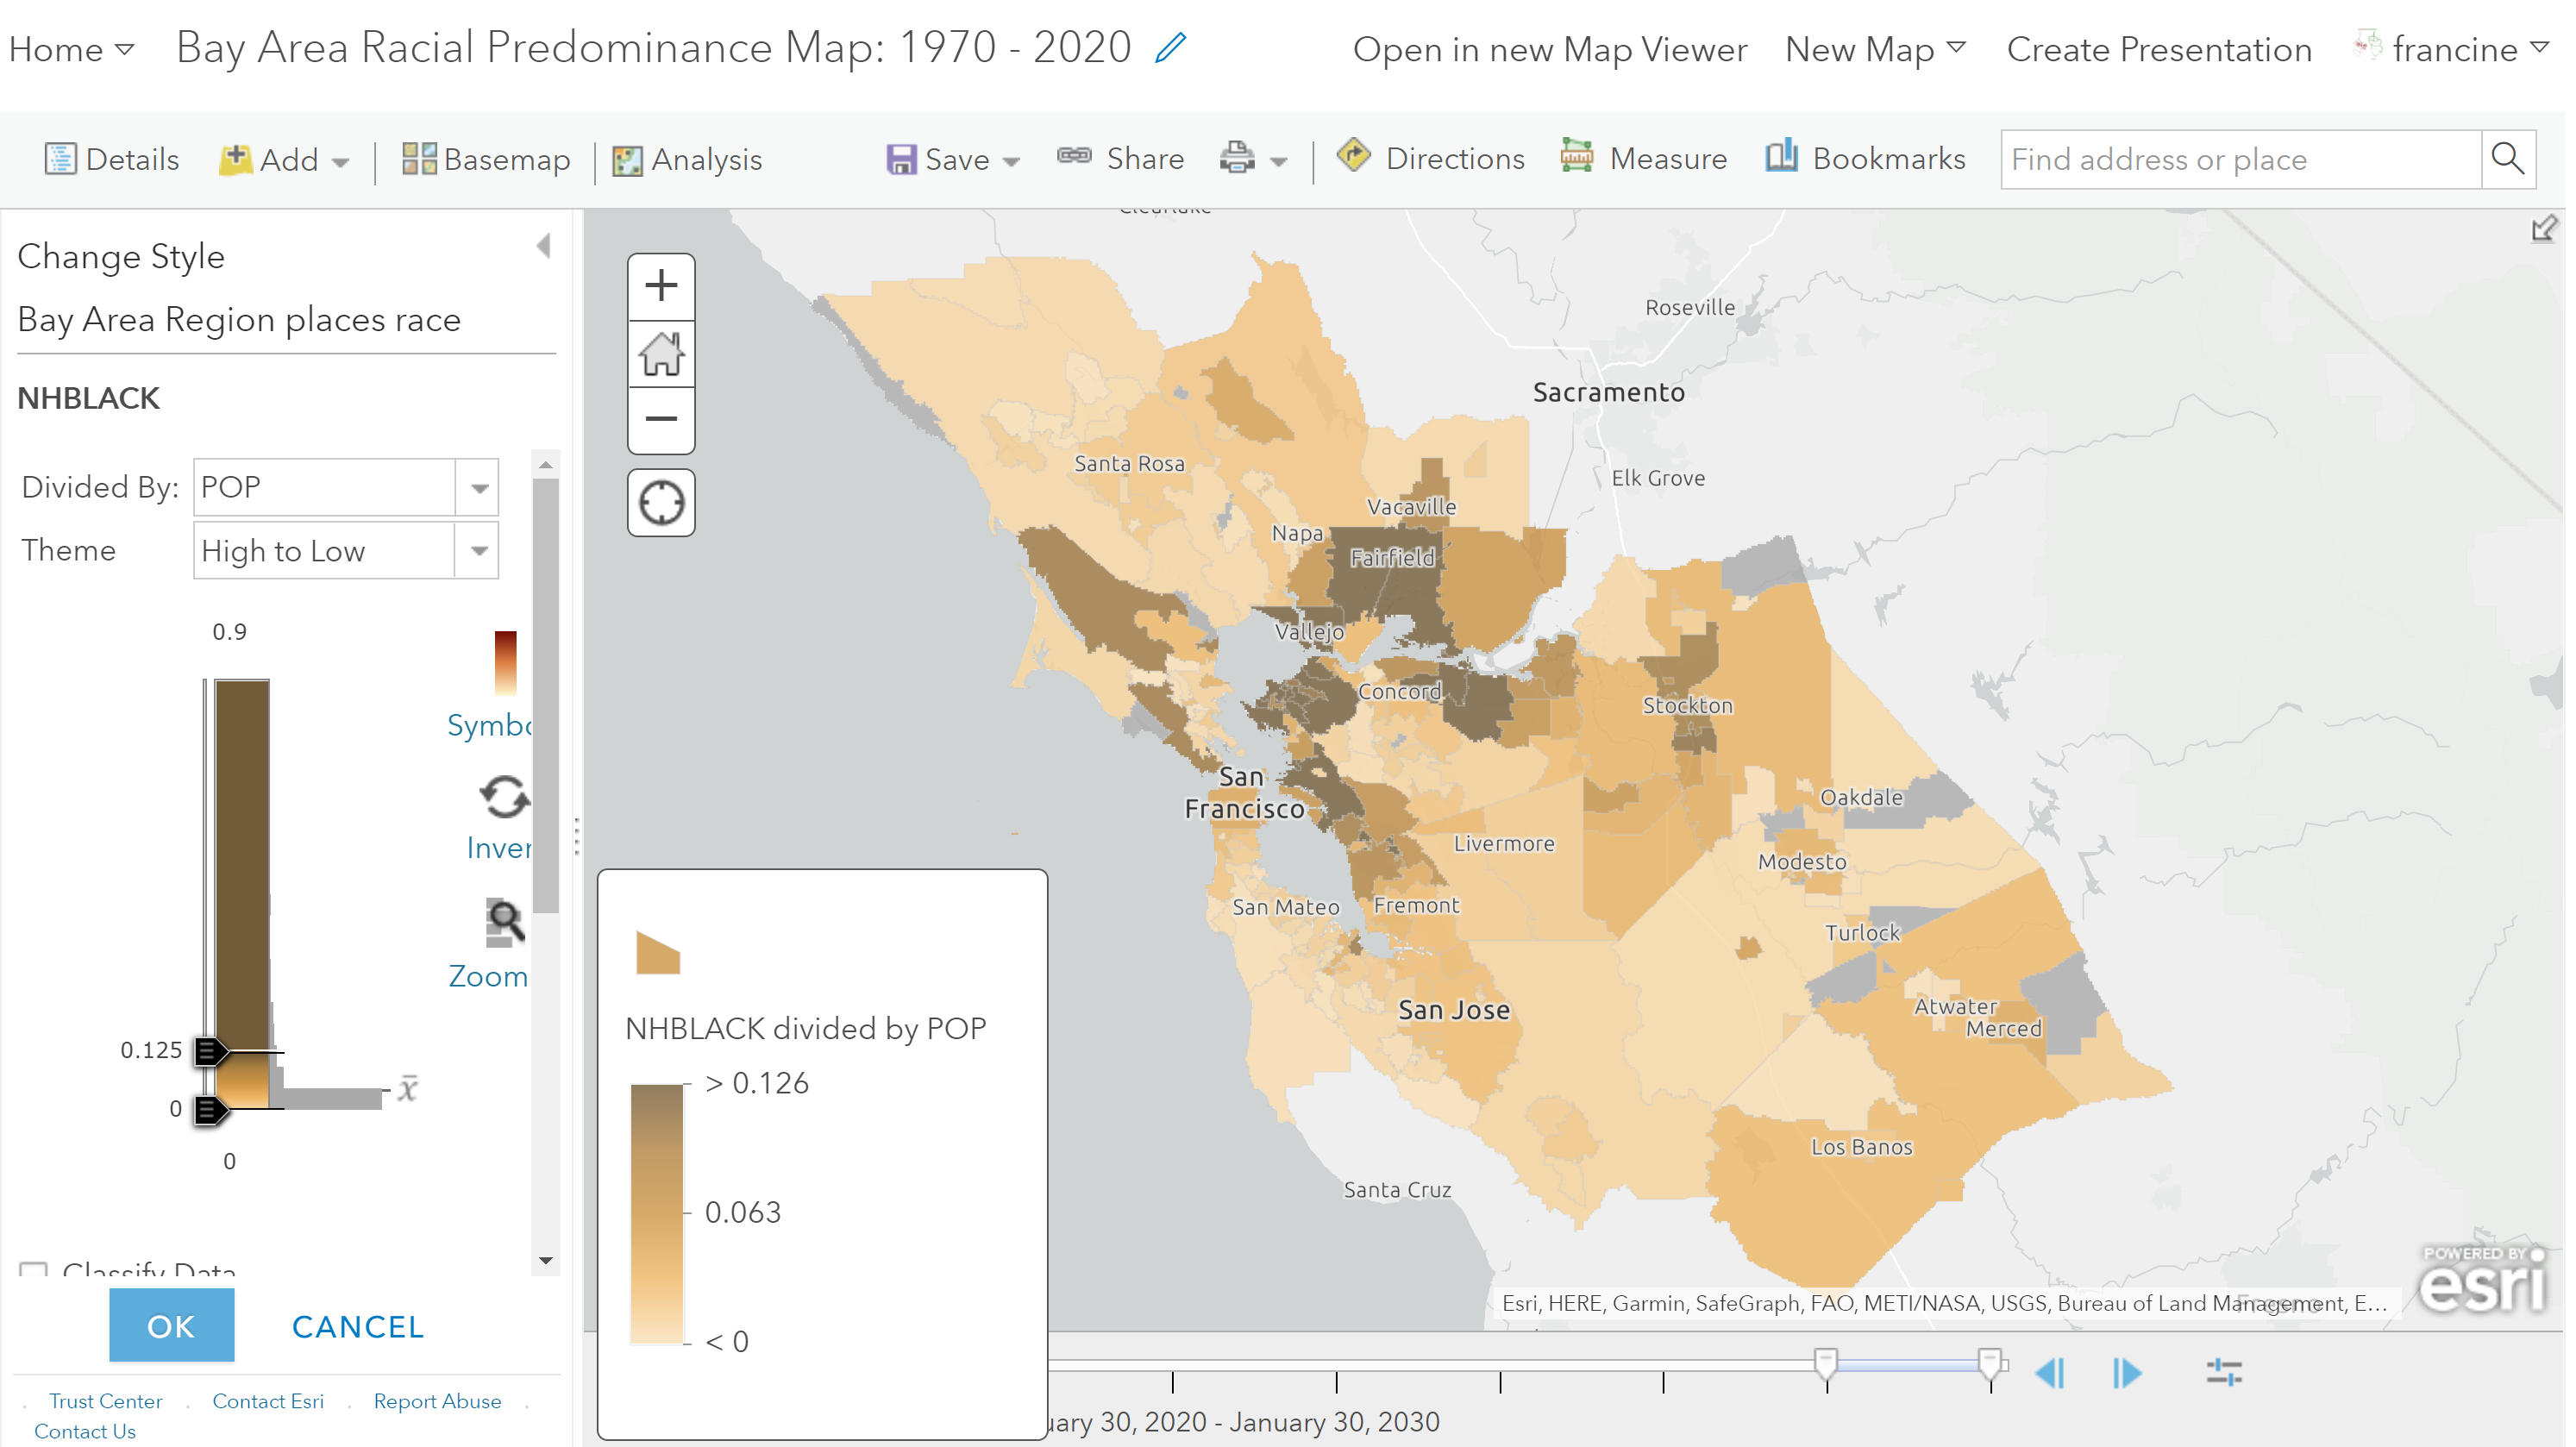 Home Bay Area Racial Predominance Map: 1970 - 2020 Open in new Map Viewer New Map Create Presentation francine
Details Add Basemap Analysis Save Share Directions Measure Bookmarks Find address or place
Change Style
Bay Area Region places race
NHBLACK
Divided By: POP
Theme High to Low
0.9
Symbo
Inver
Zoom
0.125
0
x̄
0
Classify Data
OK CANCEL
Trust Center . Contact Esri . Report Abuse .
Contact Us
Clearlake
Roseville
Sacramento
Santa Rosa
Elk Grove
Vacaville
Napa
Fairfield
Vallejo
Concord
Stockton
San
Francisco
Oakdale
Livermore
Modesto
San Mateo
Fremont
Turlock
San Jose
Atwater
Merced
Los Banos
Santa Cruz
NHBLACK divided by POP
> 0.126
0.063
< 0
POWERED BY
esri
Esri, HERE, Garmin, SafeGraph, FAO, METI/NASA, USGS, Bureau of Land Management, E...
uary 30, 2020 - January 30, 2030